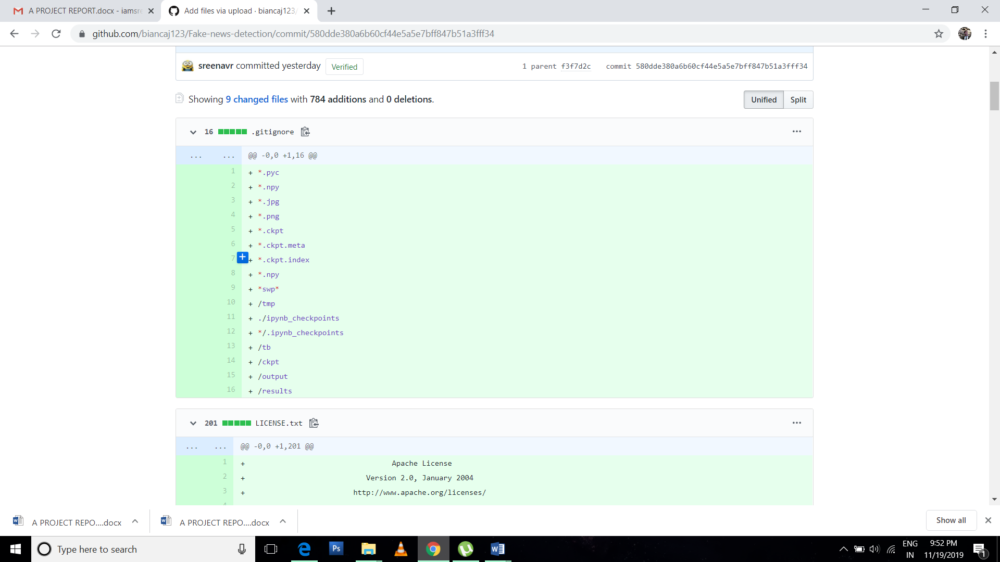 A PROJECT REPORT.docx - iamsre
Add files via upload · biancaj123/
github.com/biancaj123/Fake-news-detection/commit/580dde380a6b60cf44e5a5e7bff847b51a3fff34
sreenavr committed yesterday Verified 1 parent f3f7d2c commit 580dde380a6b60cf44e5a5e7bff847b51a3fff34
Showing 9 changed files with 784 additions and 0 deletions. Unified Split
16 .gitignore ...
... ... @@ -0,0 +1,16 @@
1 + *.pyc
2 + *.npy
3 + *.jpg
4 + *.png
5 + *.ckpt
6 + *.ckpt.meta
7 + *.ckpt.index
8 + *.npy
9 + *swp*
10 + /tmp
11 + ./ipynb_checkpoints
12 + */.ipynb_checkpoints
13 + /tb
14 + /ckpt
15 + /output
16 + /results
201 LICENSE.txt ...
... ... @@ -0,0 +1,201 @@
1 + Apache License
2 + Version 2.0, January 2004
3 + http://www.apache.org/licenses/
4
A PROJECT REPO....docx A PROJECT REPO....docx Show all
Type here to search Ps ENG 9:52 PM
IN 11/19/2019 1